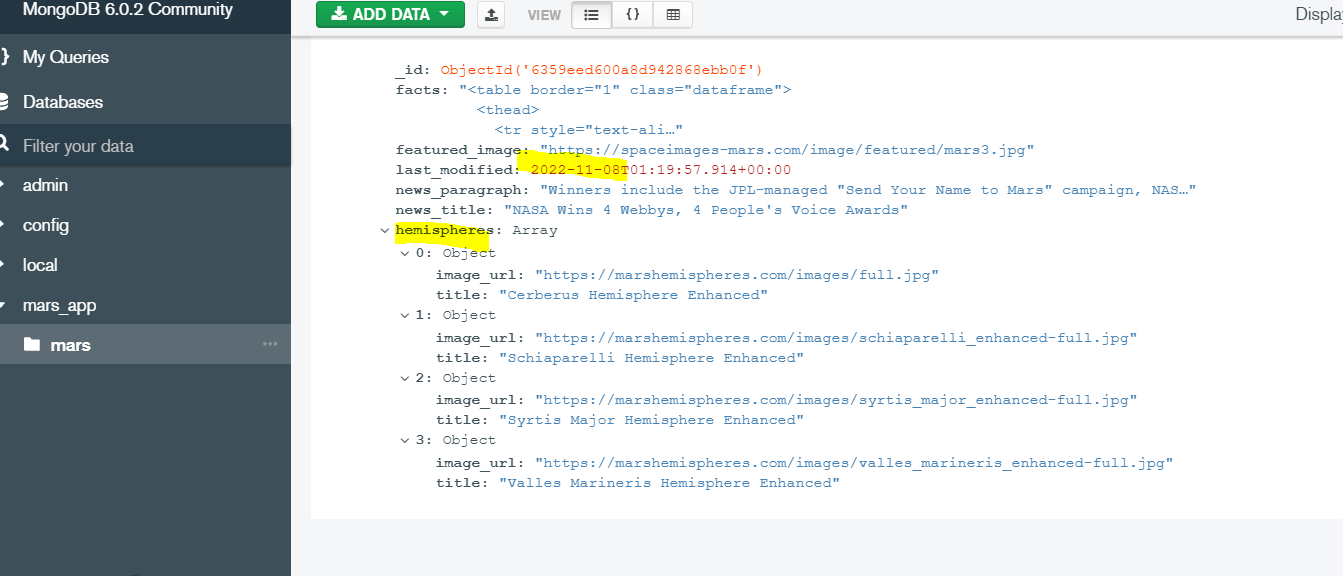 MongoDB 6.0.2 Community
ADD DATA
VIEW
{}
Displa
} My Queries
Databases
Filter your data
admin
config
local
mars_app
mars
_id: ObjectId('6359eed600a8d942868ebb0f')
facts: "<table border="1" class="dataframe">
<thead>
<tr style="text-ali…"
featured_image: "https://spaceimages-mars.com/image/featured/mars3.jpg"
last_modified: 2022-11-08T01:19:57.914+00:00
news_paragraph: "Winners include the JPL-managed "Send Your Name to Mars" campaign, NAS…"
news_title: "NASA Wins 4 Webbys, 4 People's Voice Awards"
hemispheres: Array
0: Object
image_url: "https://marshemispheres.com/images/full.jpg"
title: "Cerberus Hemisphere Enhanced"
1: Object
image_url: "https://marshemispheres.com/images/schiaparelli_enhanced-full.jpg"
title: "Schiaparelli Hemisphere Enhanced"
2: Object
image_url: "https://marshemispheres.com/images/syrtis_major_enhanced-full.jpg"
title: "Syrtis Major Hemisphere Enhanced"
3: Object
image_url: "https://marshemispheres.com/images/valles_marineris_enhanced-full.jpg"
title: "Valles Marineris Hemisphere Enhanced"